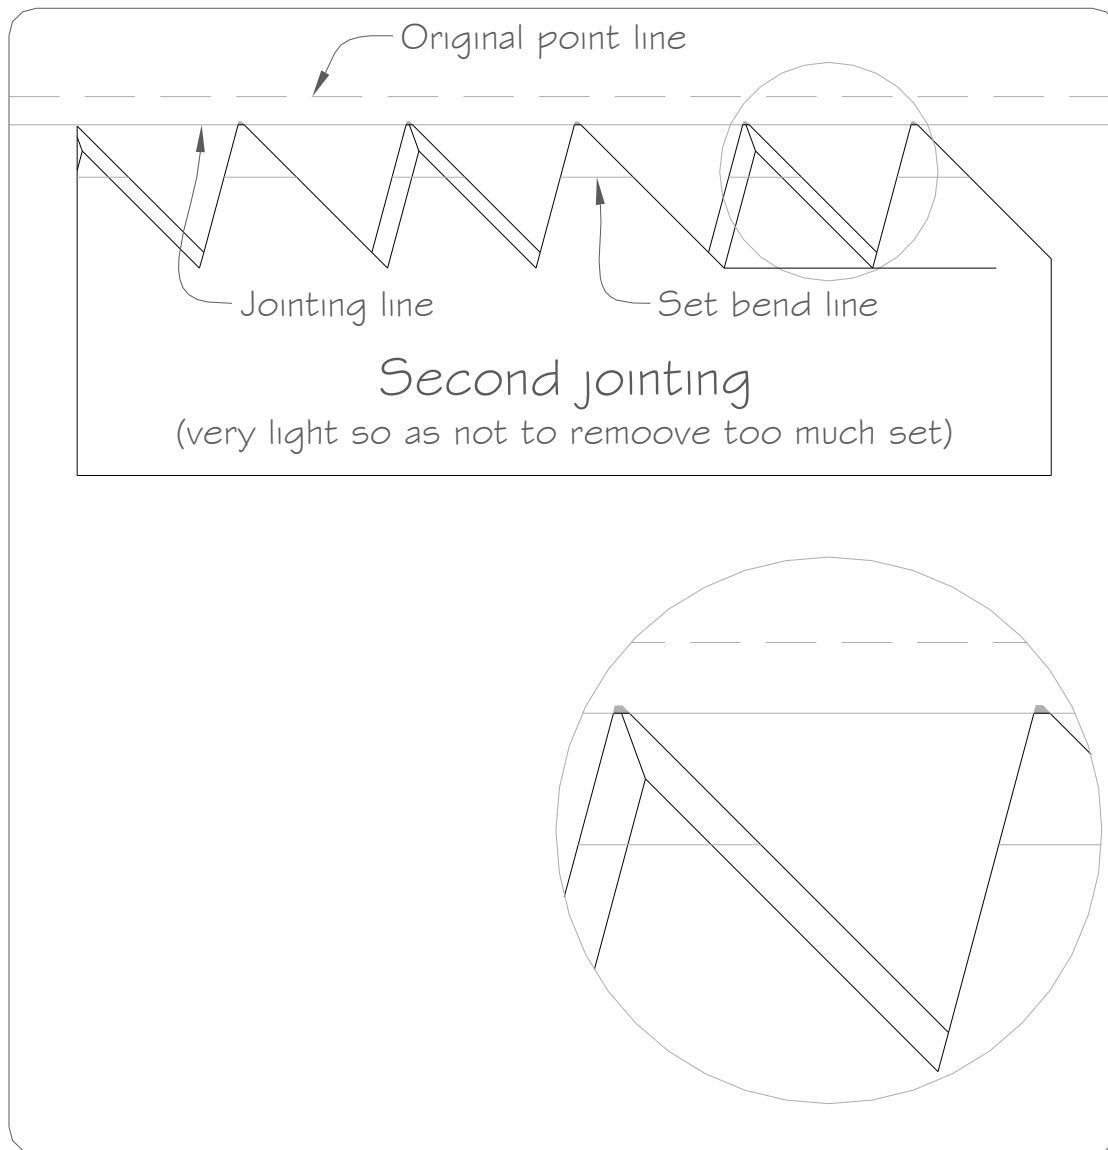 Original point line
Jointing line
Set bend line
Second jointing
(very light so as not to remoove too much set)